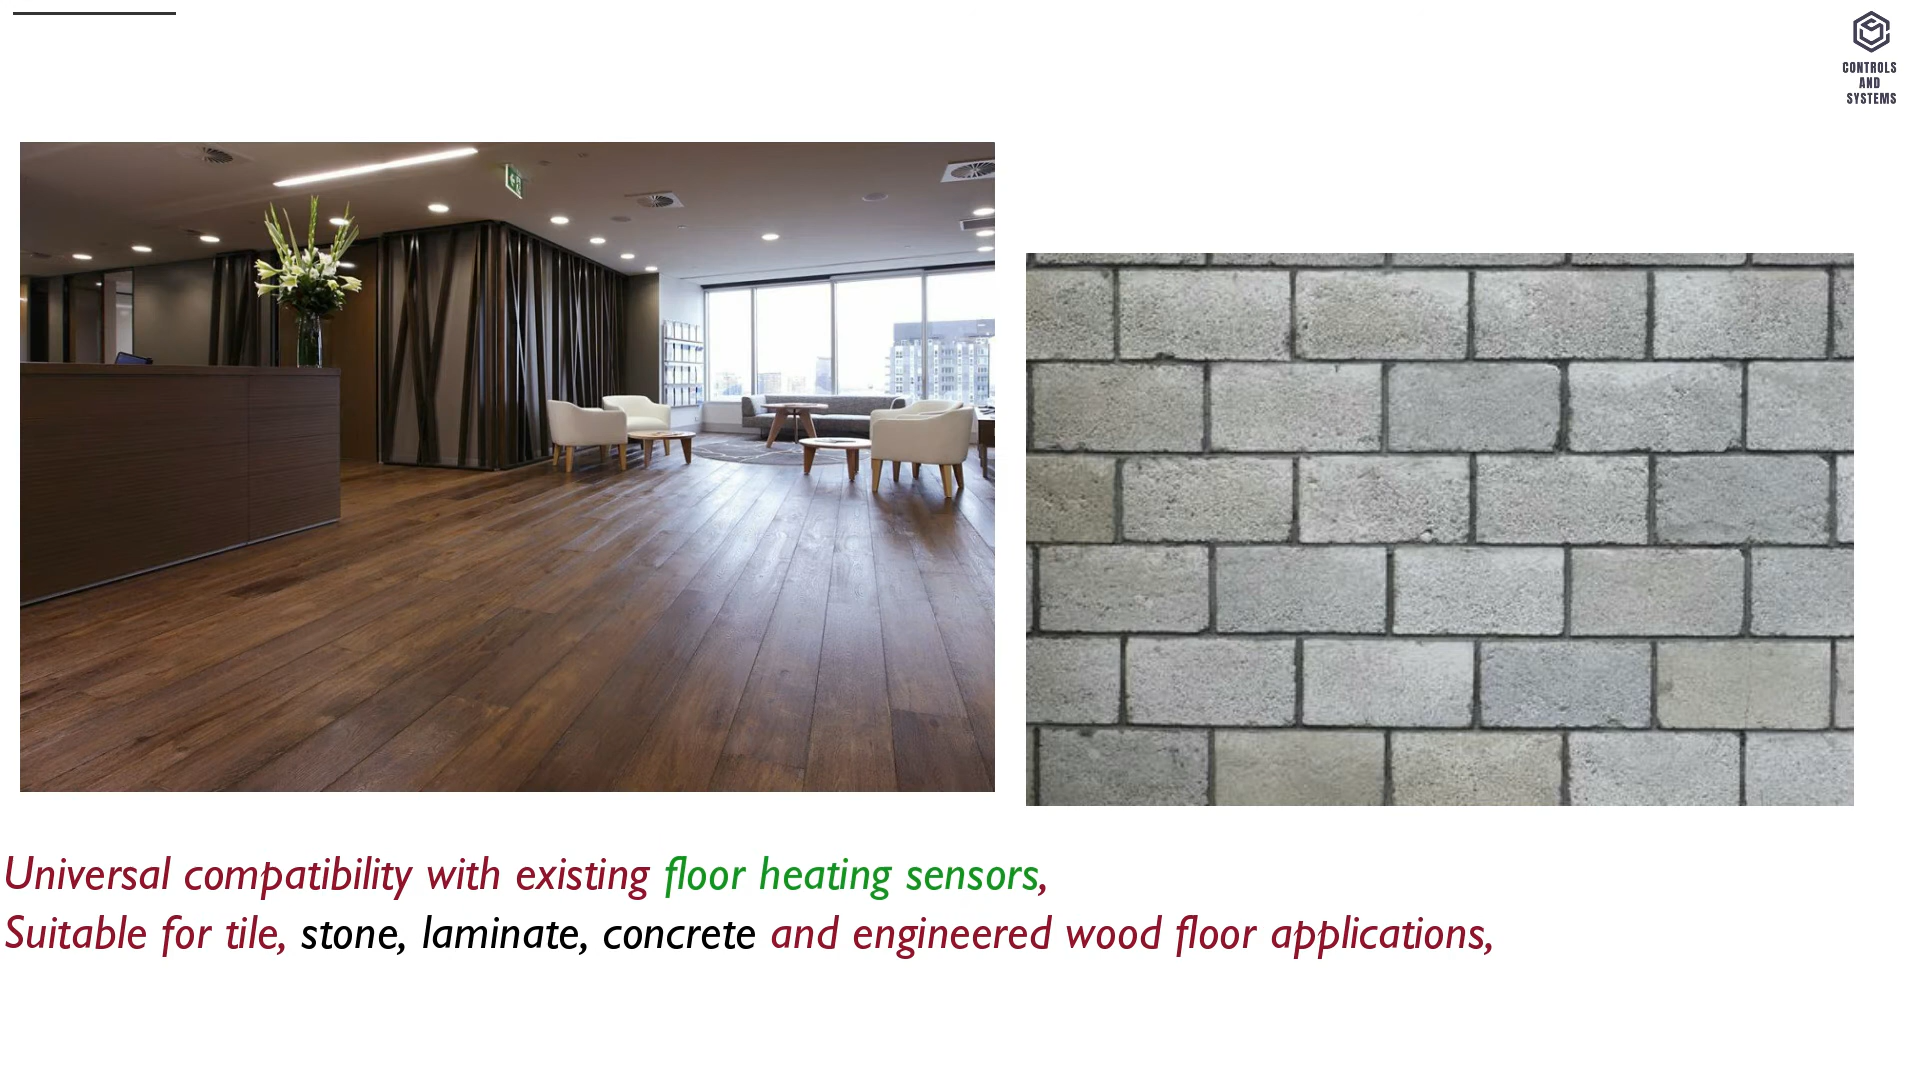 CONTROLS
AND
SYSTEMS
Universal compatibility with existing floor heating sensors,
Suitable for tile, stone, laminate, concrete and engineered wood floor applications,